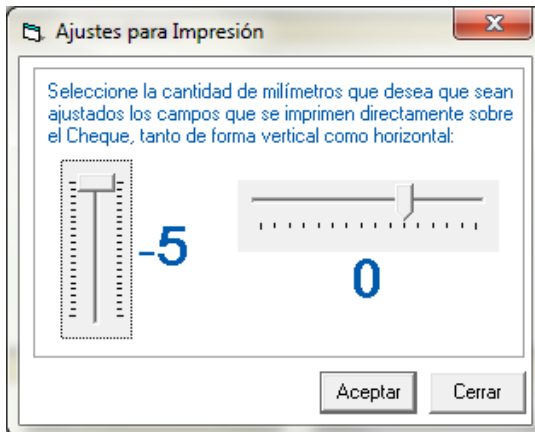 Ajustes para Impresión
Seleccione la cantidad de milímetros que desea que sean
ajustados los campos que se imprimen directamente sobre
el Cheque, tanto de forma vertical como horizontal:
-5
0
Aceptar Cerrar